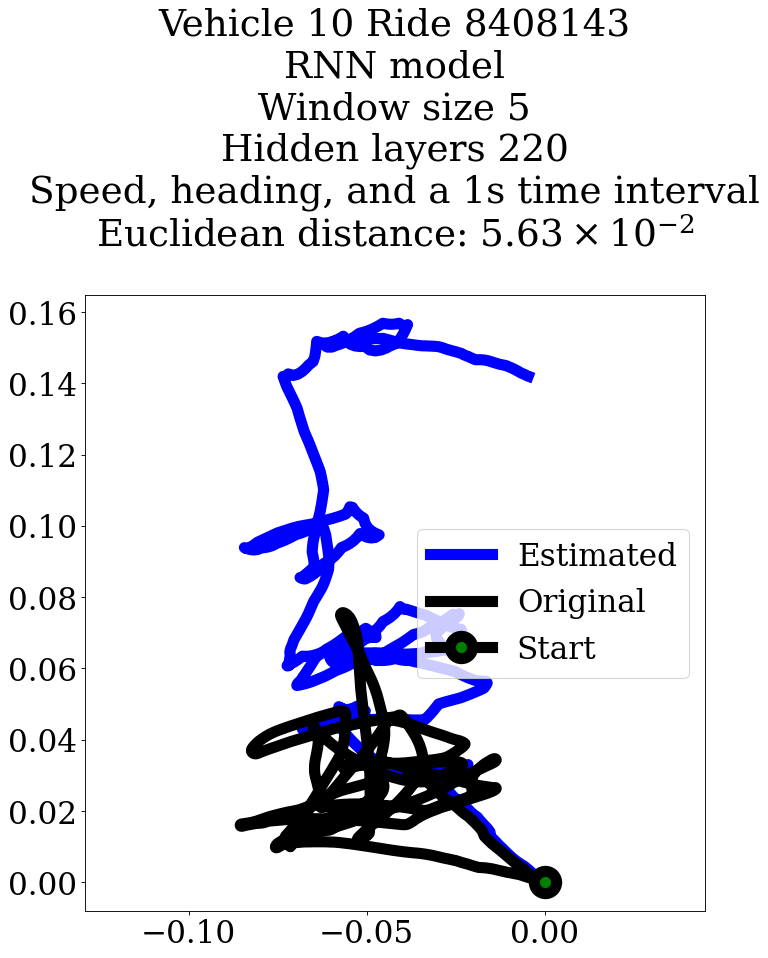 Vehicle 10 Ride 8408143
RNN model
Window size 5
Hidden layers 220
Speed, heading, and a 1s time interval
Euclidean distance: 5.63 × 10⁻²
0.16
0.14
0.12
0.10
0.08
0.06
0.04
0.02
0.00
Estimated
Original
Start
−0.10
−0.05
0.00